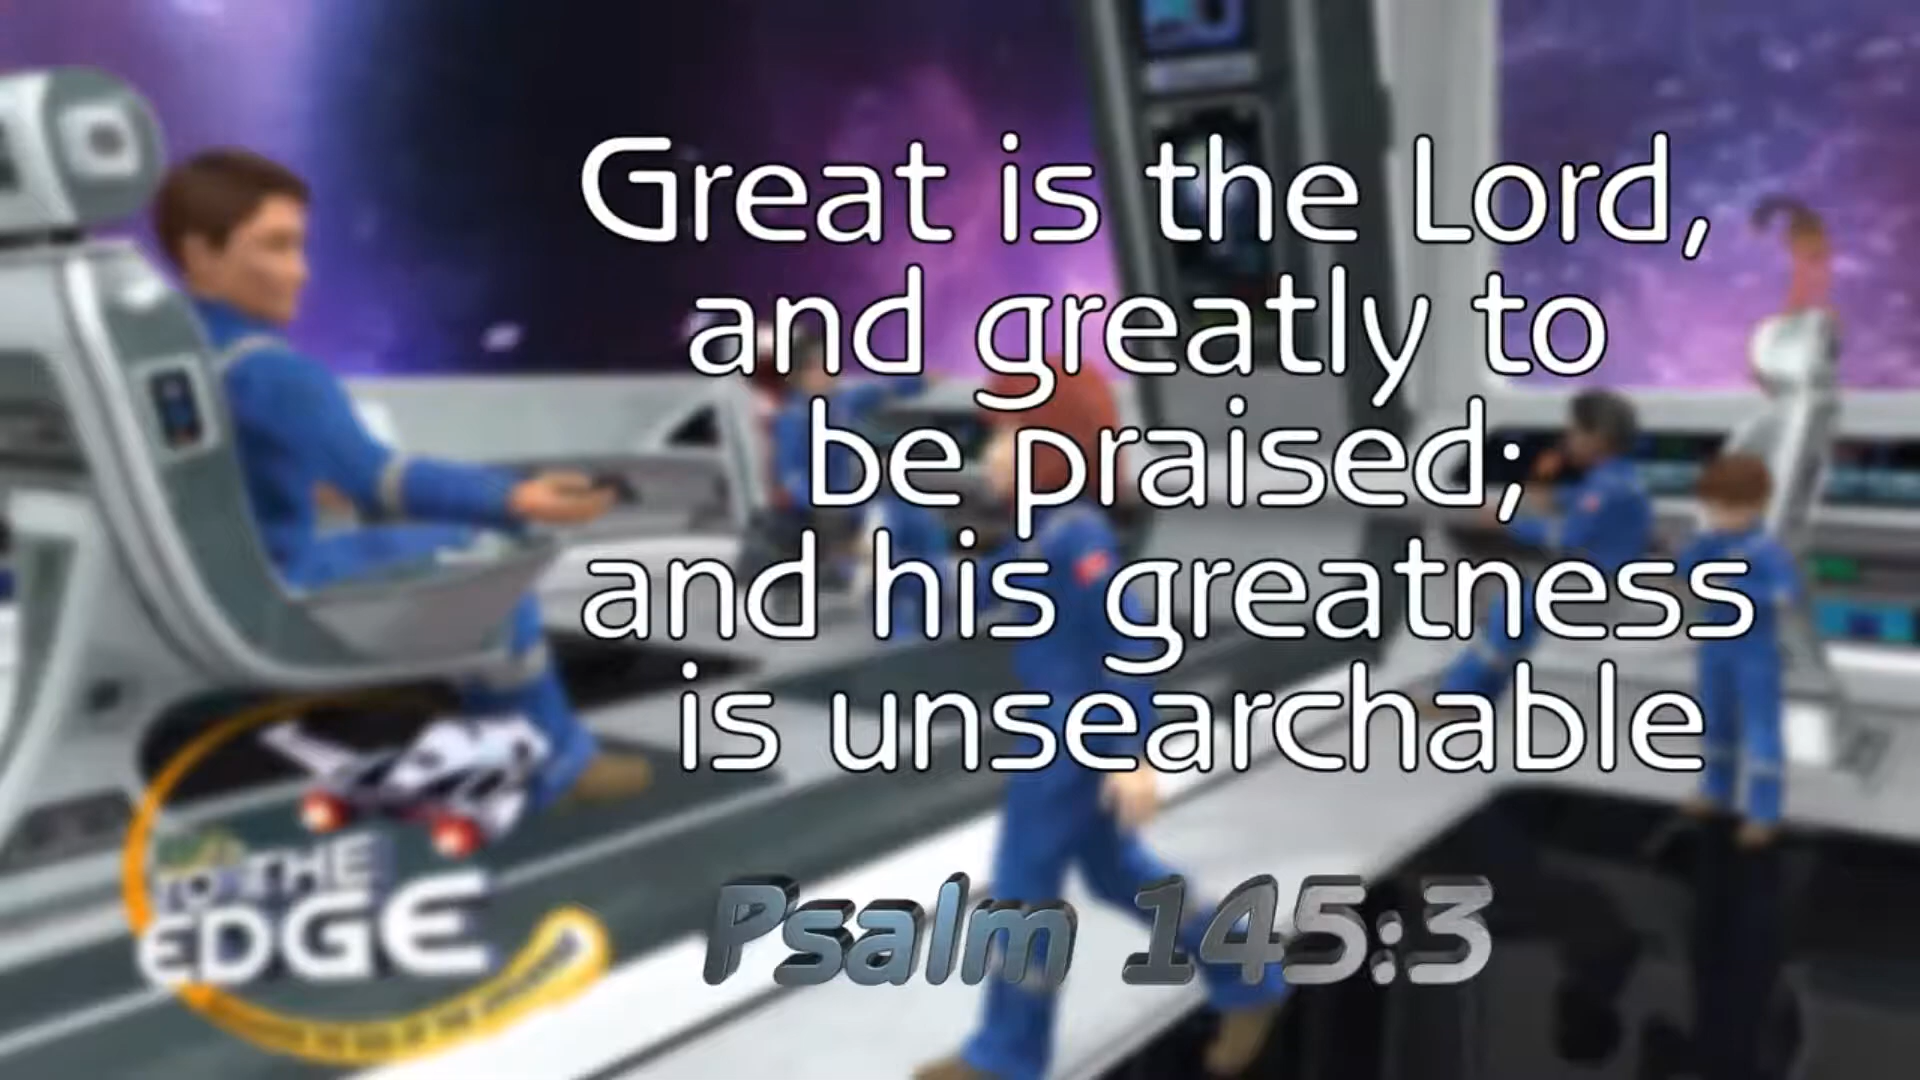 Great is the Lord,
and greatly to
be praised;
and his greatness
is unsearchable
Psalm 145:3
TO THE
EDGE